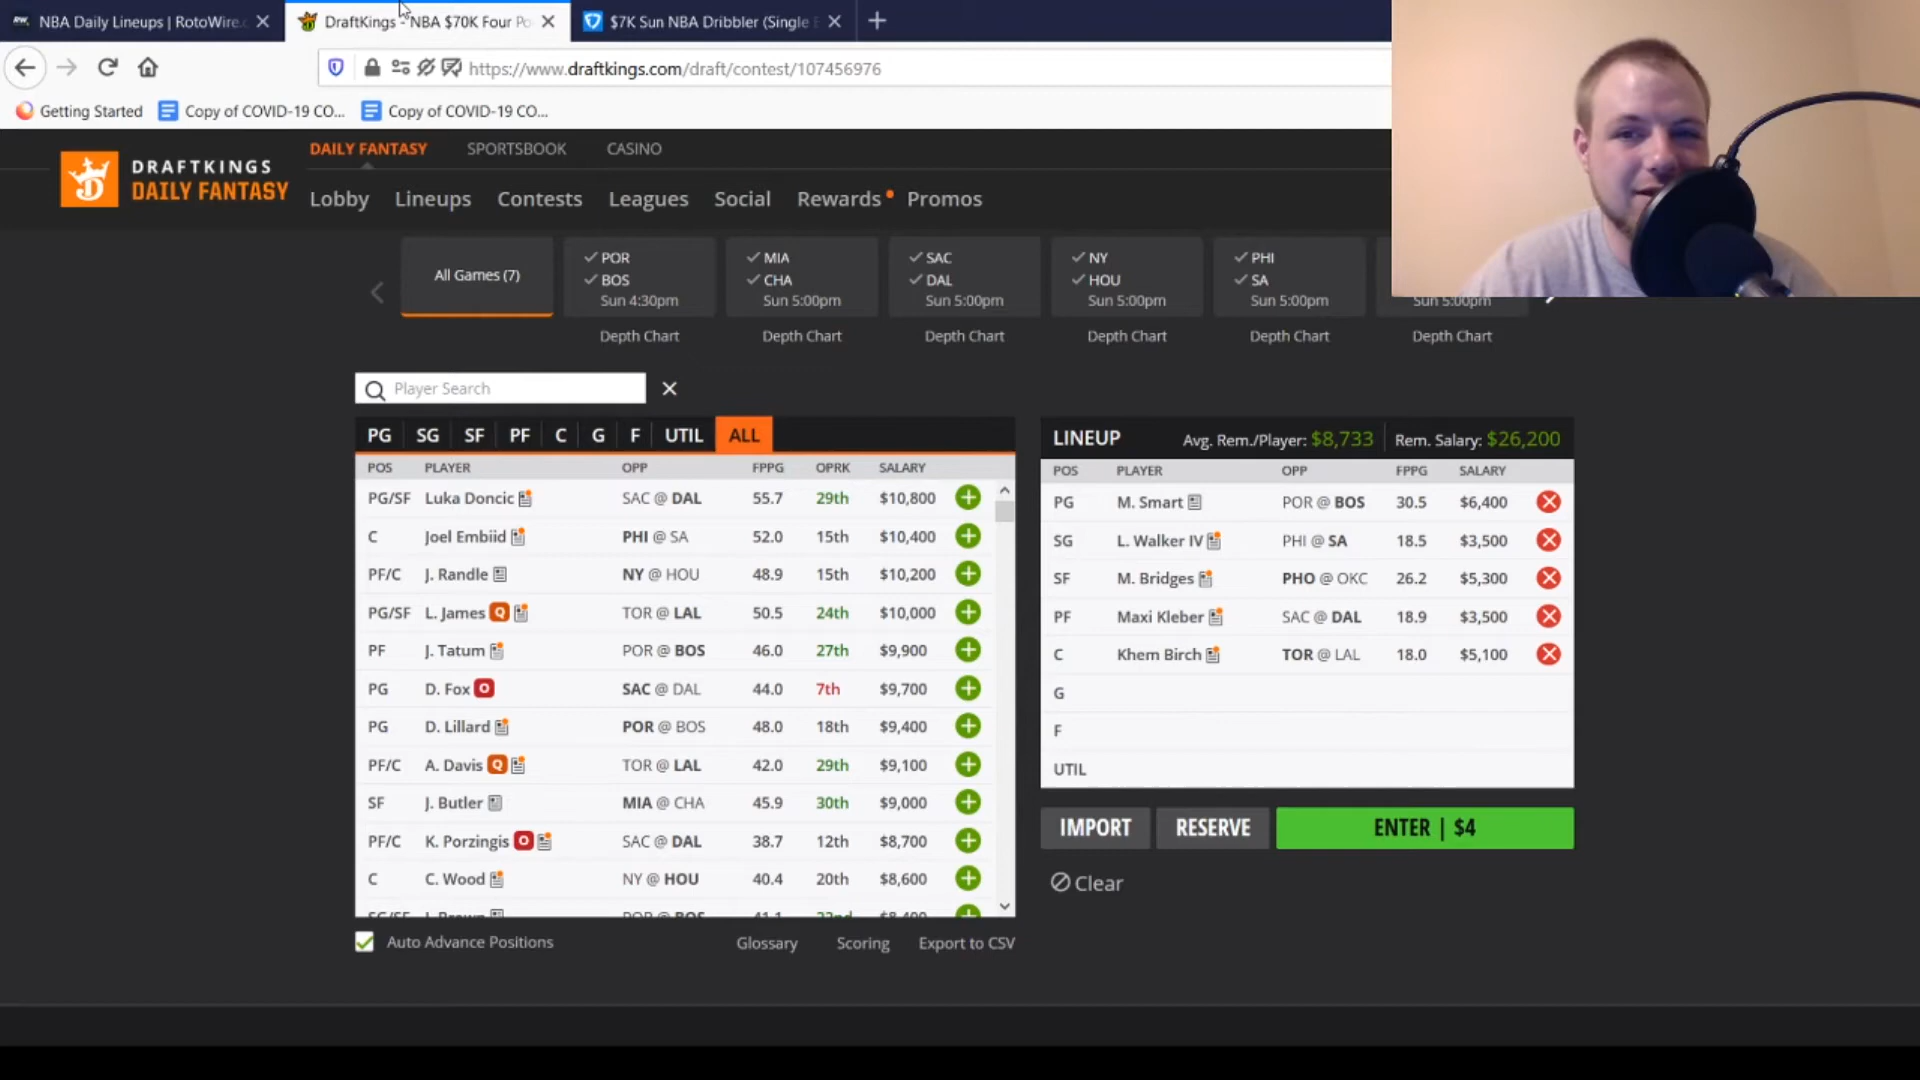 NBA Daily Lineups | RotoWire.
DraftKings - NBA $70K Four Po
$7K Sun NBA Dribbler (Single
https://www.draftkings.com/draft/contest/107456976
Getting Started
Copy of COVID-19 CO...
Copy of COVID-19 CO...
DRAFTKINGS
DAILY FANTASY
DAILY FANTASY SPORTSBOOK CASINO
Lobby Lineups Contests Leagues Social Rewards Promos
All Games (7)
POR
BOS
Sun 4:30pm
Depth Chart
MIA
CHA
Sun 5:00pm
Depth Chart
SAC
DAL
Sun 5:00pm
Depth Chart
NY
HOU
Sun 5:00pm
Depth Chart
PHI
SA
Sun 5:00pm
Depth Chart
Sun 5:00pm
Depth Chart
Player Search
PG SG SF PF C G F UTIL ALL
POS PLAYER OPP FPPG OPRK SALARY
PG/SF Luka Doncic SAC @ DAL 55.7 29th $10,800
C Joel Embiid PHI @ SA 52.0 15th $10,400
PF/C J. Randle NY @ HOU 48.9 15th $10,200
PG/SF L. James Q TOR @ LAL 50.5 24th $10,000
PF J. Tatum POR @ BOS 46.0 27th $9,900
PG D. Fox O SAC @ DAL 44.0 7th $9,700
PG D. Lillard POR @ BOS 48.0 18th $9,400
PF/C A. Davis Q TOR @ LAL 42.0 29th $9,100
SF J. Butler MIA @ CHA 45.9 30th $9,000
PF/C K. Porzingis O SAC @ DAL 38.7 12th $8,700
C C. Wood NY @ HOU 40.4 20th $8,600
SG/SF J. Brown POR @ BOS 41.1 22nd $8,400
Auto Advance Positions
Glossary Scoring Export to CSV
LINEUP Avg. Rem./Player: $8,733 Rem. Salary: $26,200
POS PLAYER OPP FPPG SALARY
PG M. Smart POR @ BOS 30.5 $6,400
SG L. Walker IV PHI @ SA 18.5 $3,500
SF M. Bridges PHO @ OKC 26.2 $5,300
PF Maxi Kleber SAC @ DAL 18.9 $3,500
C Khem Birch TOR @ LAL 18.0 $5,100
G
F
UTIL
IMPORT RESERVE ENTER | $4
Clear